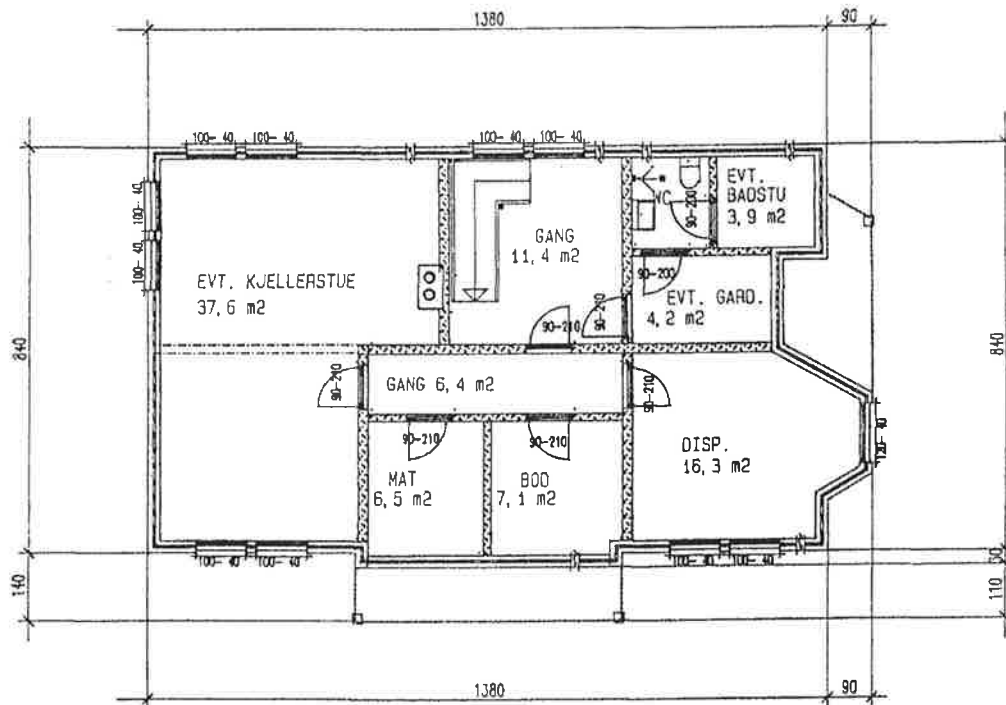 1380
90
100- 40
100- 40
100- 40
100- 40
EVT.
BADSTU
3, 9 m2
WC
90-200
100- 40
100- 40
GANG
11, 4 m2
EVT. KJELLERSTUE
37, 6 m2
90-200
EVT. GARD.
4, 2 m2
90-210
90-210
840
840
90-210
GANG 6, 4 m2
90-210
120- 40
90-210
90-210
DISP.
16, 3 m2
MAT
6, 5 m2
BOD
7, 1 m2
100- 40
100- 40
100- 40
100- 40
140
110
1380
90